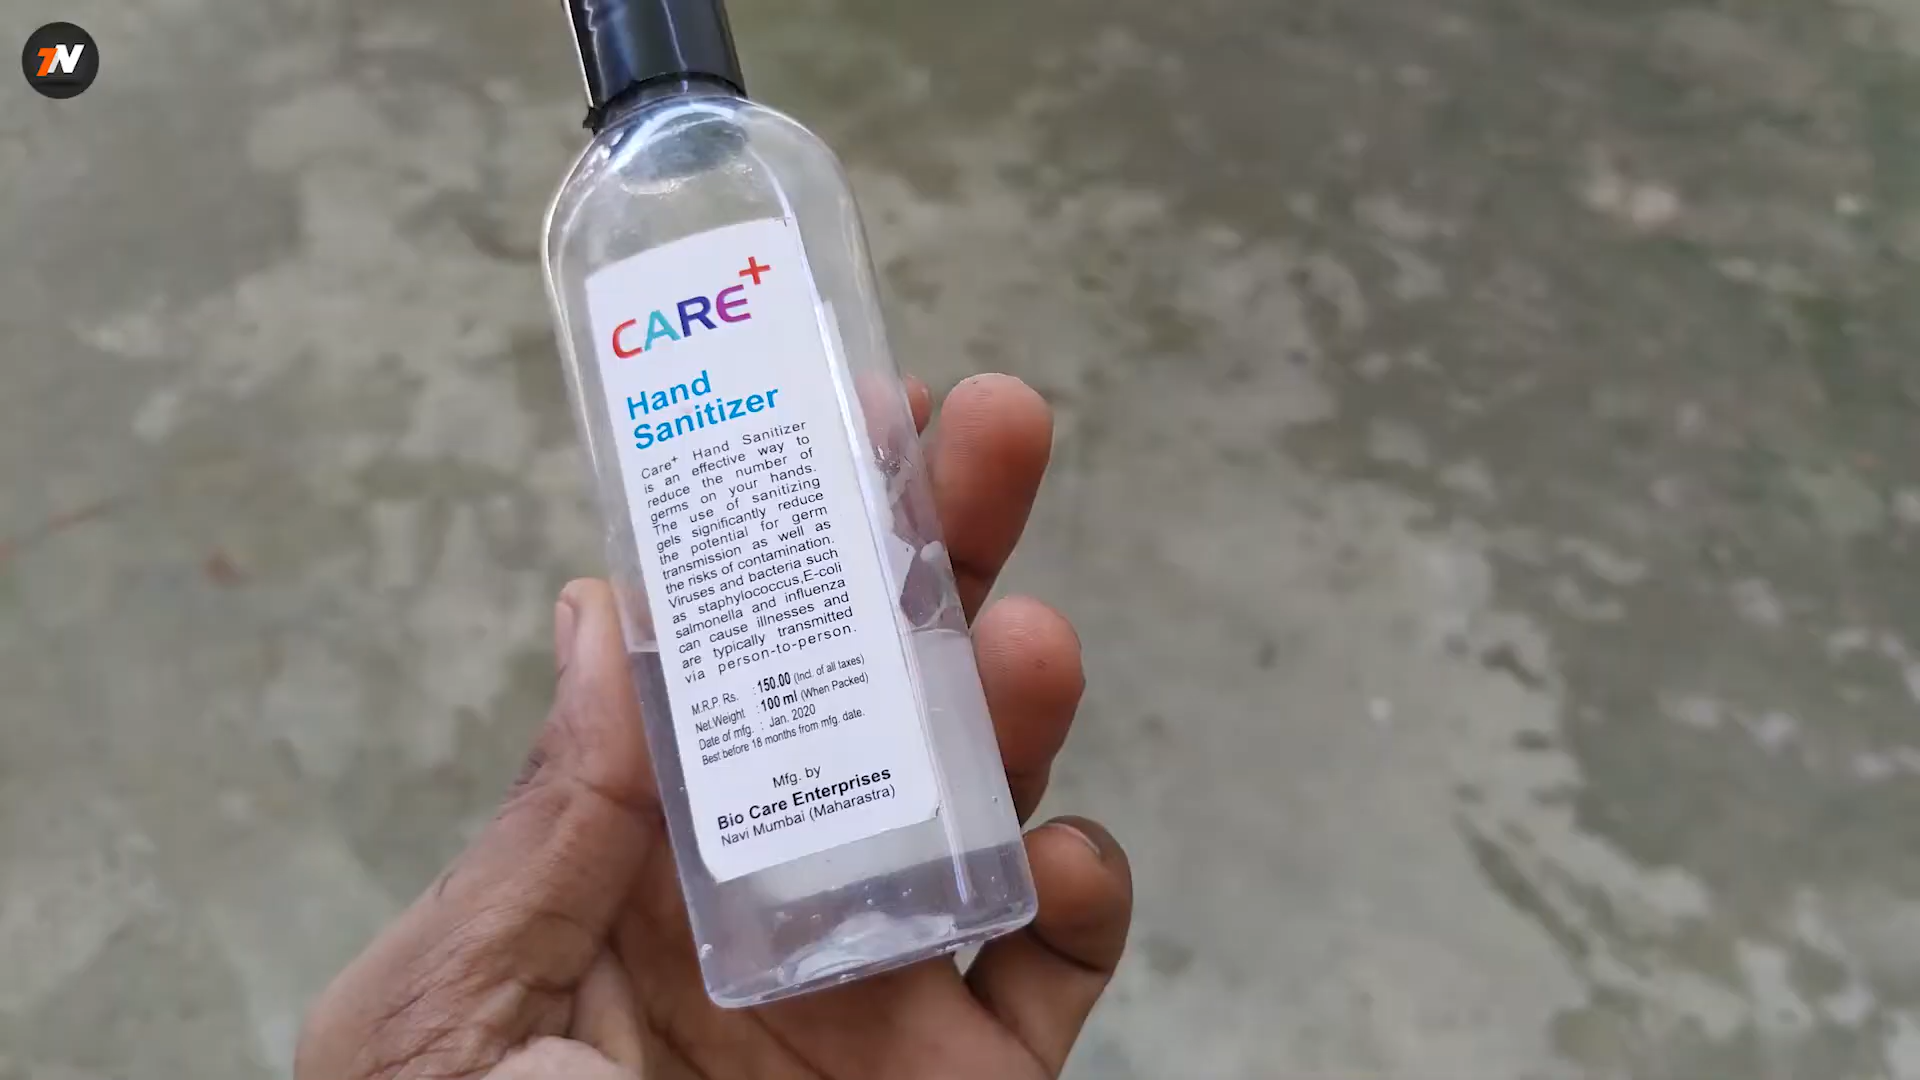 7N
CARE+
Hand
Sanitizer
Care+ Hand Sanitizer
is an effective way to
reduce the number of
germs on your hands.
The use of sanitizing
gels significantly reduce
the potential for germ
transmission as well as
the risks of contamination.
Viruses and bacteria such
as staphylococcus,E-coli
salmonella and influenza
can cause illnesses and
are typically transmitted
via person-to-person.
M.R.P. Rs. : 150.00 (Incl. of all taxes)
Net.Weight : 100 ml (When Packed)
Date of mfg. : Jan. 2020
Best before 18 months from mfg. date.
Mfg. by
Bio Care Enterprises
Navi Mumbai (Maharastra)